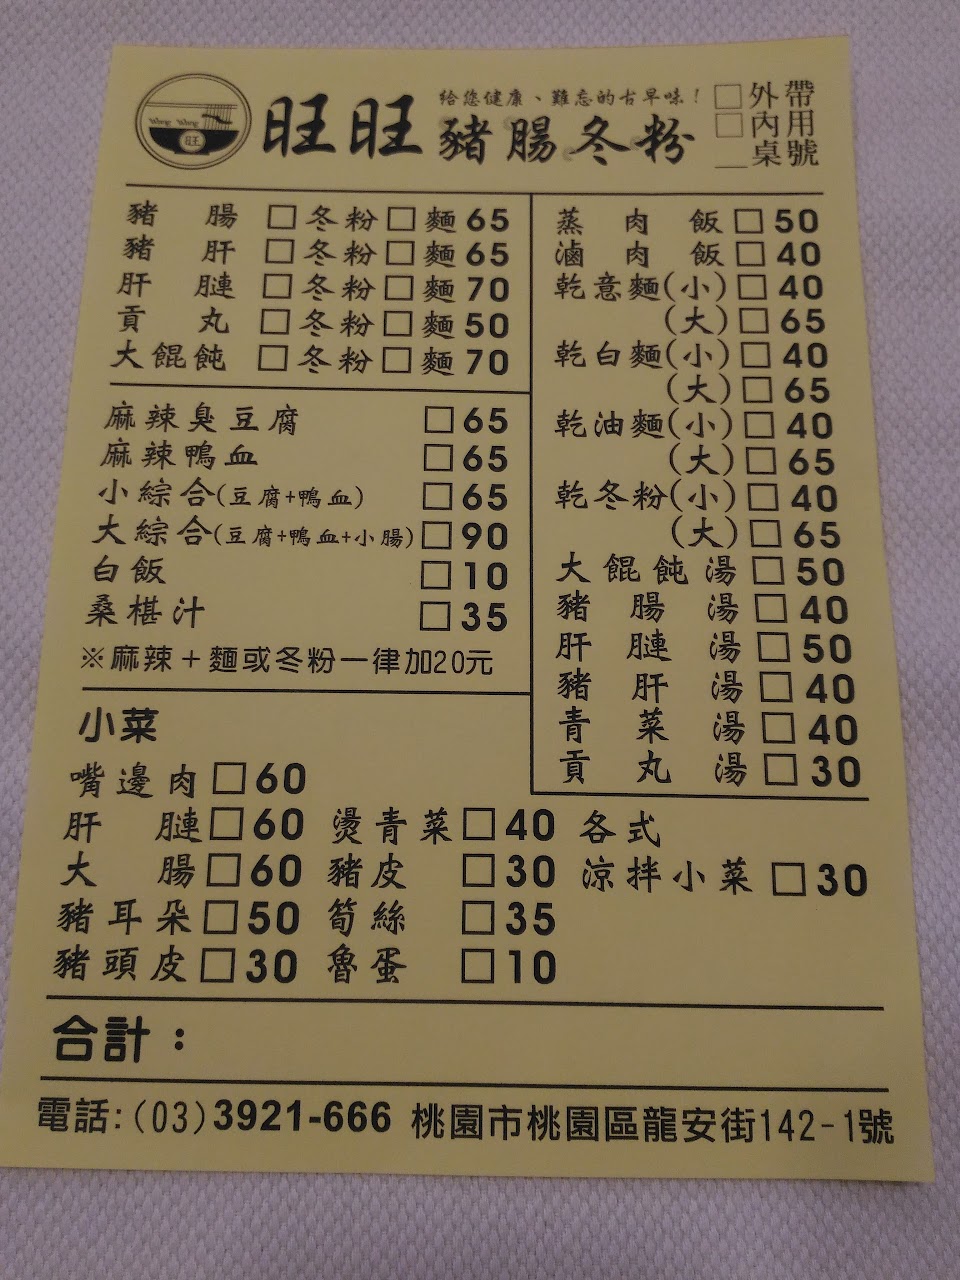 Wang Wang
旺
旺旺
給您健康、難忘的古早味！
豬腸冬粉
□外帶
□內用
__桌號
豬腸 □冬粉□麵65
豬肝 □冬粉□麵65
肝腱 □冬粉□麵70
貢丸 □冬粉□麵50
大餛飩 □冬粉□麵70
麻辣臭豆腐 □65
麻辣鴨血 □65
小綜合(豆腐+鴨血) □65
大綜合(豆腐+鴨血+小腸)□90
白飯 □10
桑椹汁 □35
※麻辣＋麵或冬粉一律加20元
蒸肉飯□50
滷肉飯□40
乾意麵(小)□40
(大)□65
乾白麵(小)□40
(大)□65
乾油麵(小)□40
(大)□65
乾冬粉(小)□40
(大)□65
大餛飩湯□50
豬腸湯□40
肝腱湯□50
豬肝湯□40
青菜湯□40
貢丸湯□30
小菜
嘴邊肉□60
肝腱□60 燙青菜□40 各式
大腸□60 豬皮 □30 涼拌小菜□30
豬耳朵□50 筍絲 □35
豬頭皮□30 魯蛋 □10
合計：
電話:(03)3921-666 桃園市桃園區龍安街142-1號